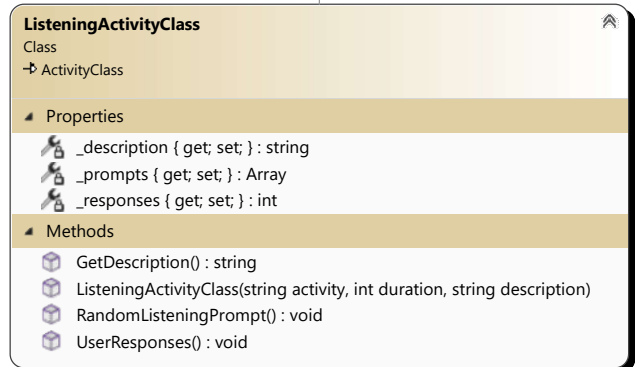 ListeningActivityClass
Class
ActivityClass
Properties
_description { get; set; } : string
_prompts { get; set; } : Array
_responses { get; set; } : int
Methods
GetDescription() : string
ListeningActivityClass(string activity, int duration, string description)
RandomListeningPrompt() : void
UserResponses() : void